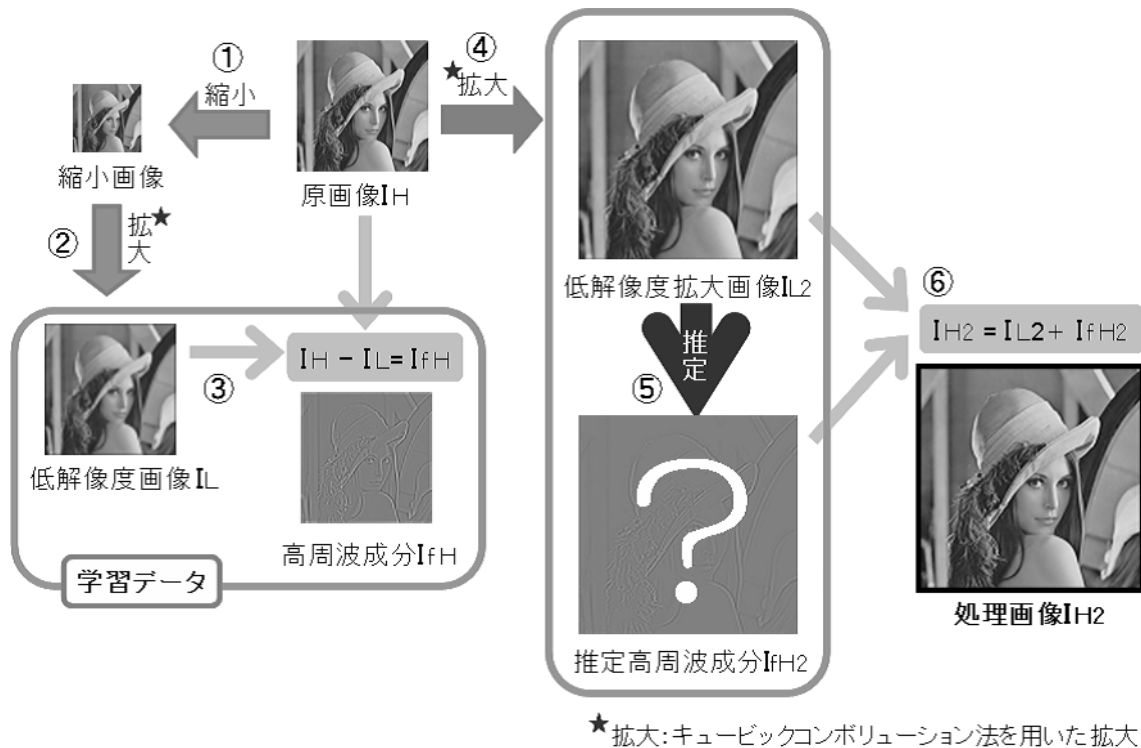 ①
縮小
縮小画像
原画像IH
④
★拡大
②
拡★
大
低解像度画像IL
③
IH − IL= IfH
高周波成分IfH
学習データ
低解像度拡大画像IL2
推定
⑤
?
推定高周波成分IfH2
⑥
IH2 = IL2+ IfH2
処理画像IH2
★拡大:キュービックコンボリューション法を用いた拡大